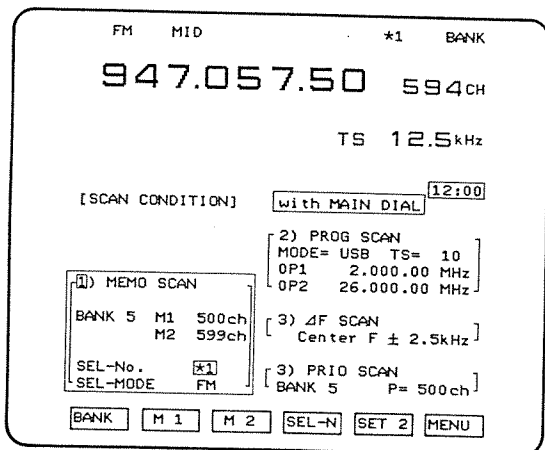 FM MID *1 BANK
947.057.50 594CH
TS 12.5kHz
12:00
[SCAN CONDITION] with MAIN DIAL
1) MEMO SCAN
BANK 5 M1 500ch
M2 599ch
SEL-No. *1
SEL-MODE FM
2) PROG SCAN
MODE= USB TS= 10
OP1 2.000.00 MHz
OP2 26.000.00 MHz
3) ⊿F SCAN
Center F ± 2.5kHz
3) PRIO SCAN
BANK 5 P= 500ch
BANK M 1 M 2 SEL-N SET 2 MENU